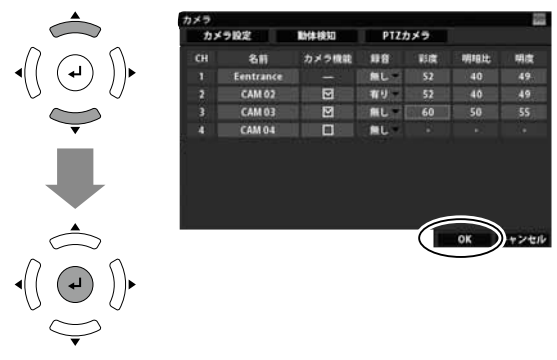 カメラ
カメラ設定 動体検知 PTZカメラ
CH 名前 カメラ機能 録音 彩度 明暗比 明度
1 Eentrance — 無し 52 40 49
2 CAM 02 有り 52 40 49
3 CAM 03 無し 60 50 55
4 CAM 04 無し - - -
OK キャンセル